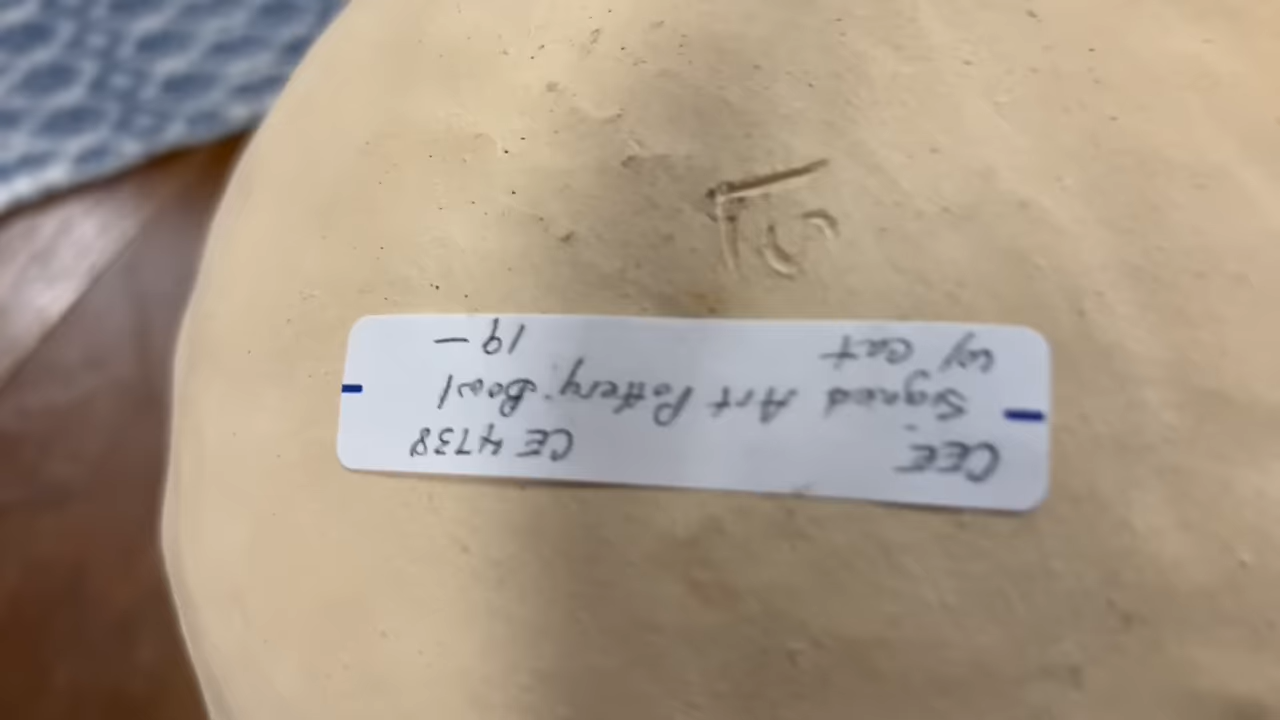 CEE CE 4738
Signed Art Pottery Bowl
w/ cat 19 —